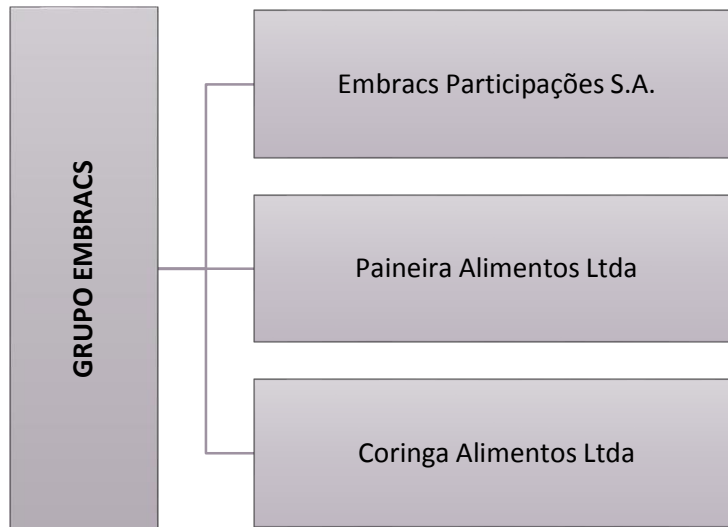 GRUPO EMBRACS
Embracs Participações S.A.
Paineira Alimentos Ltda
Coringa Alimentos Ltda